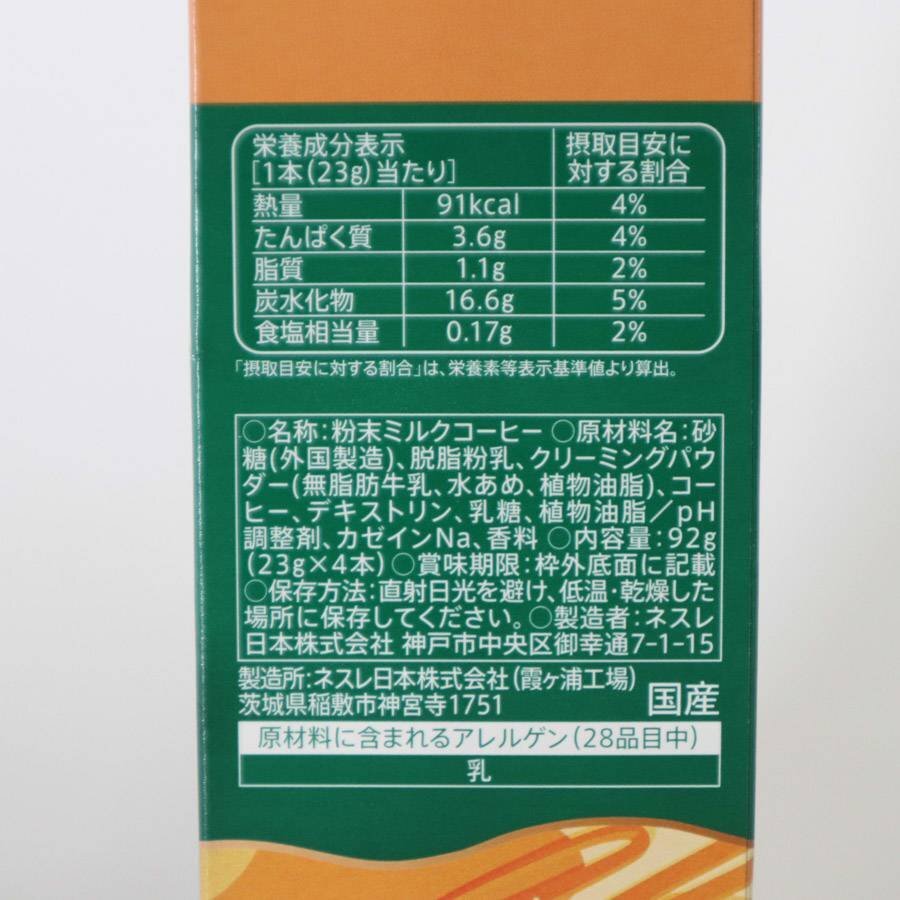 栄養成分表示
[1本(23g)当たり]
摂取目安に
対する割合
熱量 91kcal 4%
たんぱく質 3.6g 4%
脂質 1.1g 2%
炭水化物 16.6g 5%
食塩相当量 0.17g 2%
「摂取目安に対する割合」は、栄養素等表示基準値より算出。
○名称:粉末ミルクコーヒー ○原材料名:砂
糖(外国製造)、脱脂粉乳、クリーミングパウ
ダー(無脂肪牛乳、水あめ、植物油脂)、コー
ヒー、デキストリン、乳糖、植物油脂/pH
調整剤、カゼインNa、香料 ○内容量:92g
(23g×4本) ○賞味期限:枠外底面に記載
○保存方法:直射日光を避け、低温・乾燥した
場所に保存してください。○製造者:ネスレ
日本株式会社 神戸市中央区御幸通7-1-15
製造所:ネスレ日本株式会社(霞ヶ浦工場)
茨城県稲敷市神宮寺1751
国産
原材料に含まれるアレルゲン(28品目中)
乳